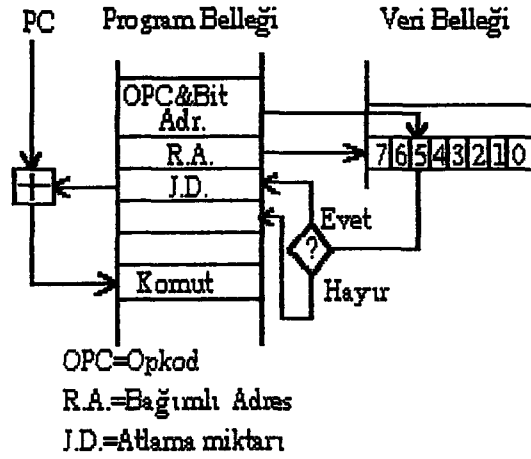 PC Program Belleği Veri Belleği
OPC&Bit
Adr.
R.A.
7 6 5 4 3 2 1 0
J.D.
Evet
?
Komut
Hayır
OPC=Opkod
R.A.=Bağımlı Adres
J.D.=Atlama miktarı